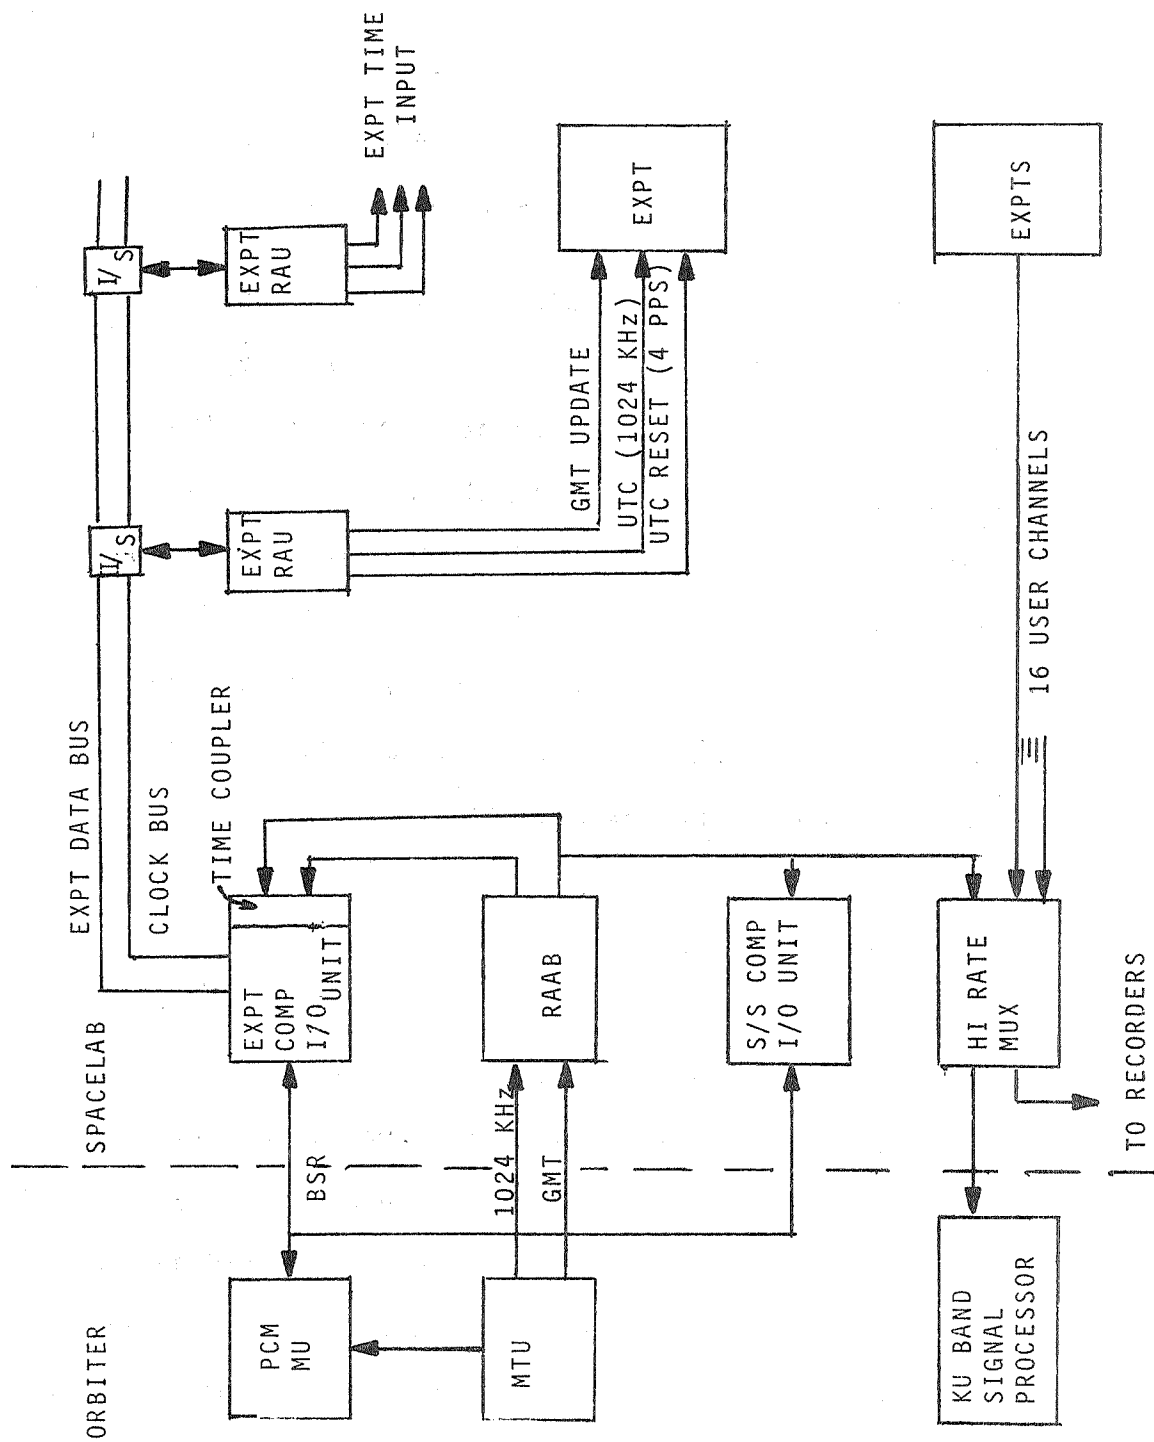 ORBITER
SPACELAB
EXPT DATA BUS
CLOCK BUS
TIME COUPLER
I/S
I/S
PCM
MU
BSR
EXPT
COMP
I/O
UNIT
EXPT
RAU
EXPT
RAU
EXPT TIME
INPUT
MTU
1024 KHz
GMT
RAAB
GMT UPDATE
UTC (1024 KHz)
UTC RESET (4 PPS)
EXPT
S/S COMP
I/O UNIT
KU BAND
SIGNAL
PROCESSOR
HI RATE
MUX
TO RECORDERS
16 USER CHANNELS
EXPTS